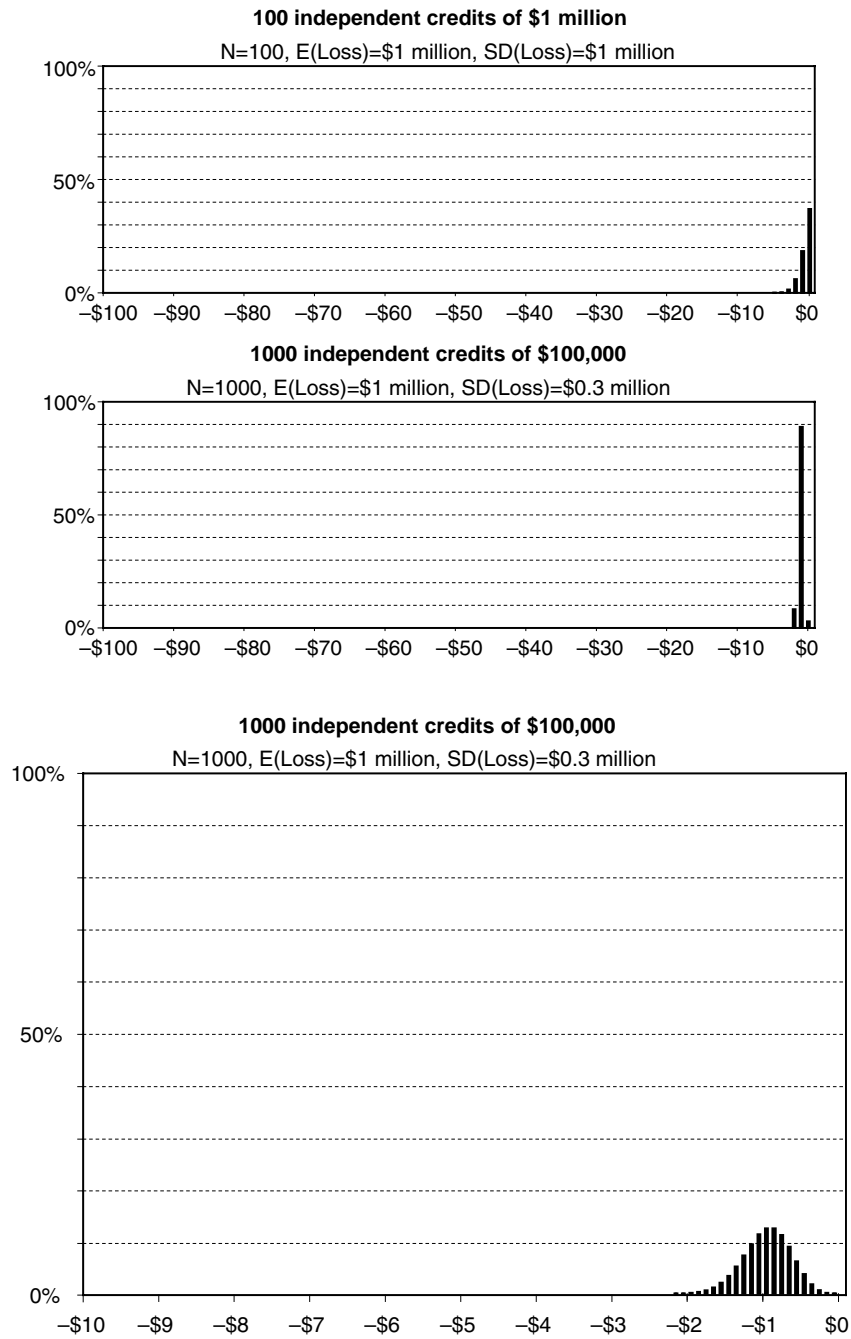 100 independent credits of $1 million
N=100, E(Loss)=$1 million, SD(Loss)=$1 million
100%
50%
0%
–$100 –$90 –$80 –$70 –$60 –$50 –$40 –$30 –$20 –$10 $0
1000 independent credits of $100,000
N=1000, E(Loss)=$1 million, SD(Loss)=$0.3 million
100%
50%
0%
–$100 –$90 –$80 –$70 –$60 –$50 –$40 –$30 –$20 –$10 $0
1000 independent credits of $100,000
N=1000, E(Loss)=$1 million, SD(Loss)=$0.3 million
100%
50%
0%
–$10 –$9 –$8 –$7 –$6 –$5 –$4 –$3 –$2 –$1 $0